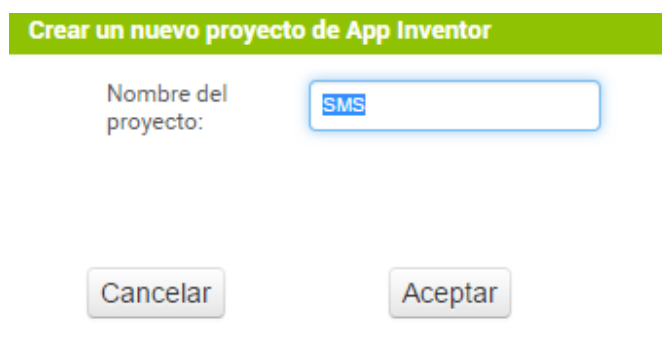 Crear un nuevo proyecto de App Inventor
Nombre del
proyecto:
SMS
Cancelar
Aceptar